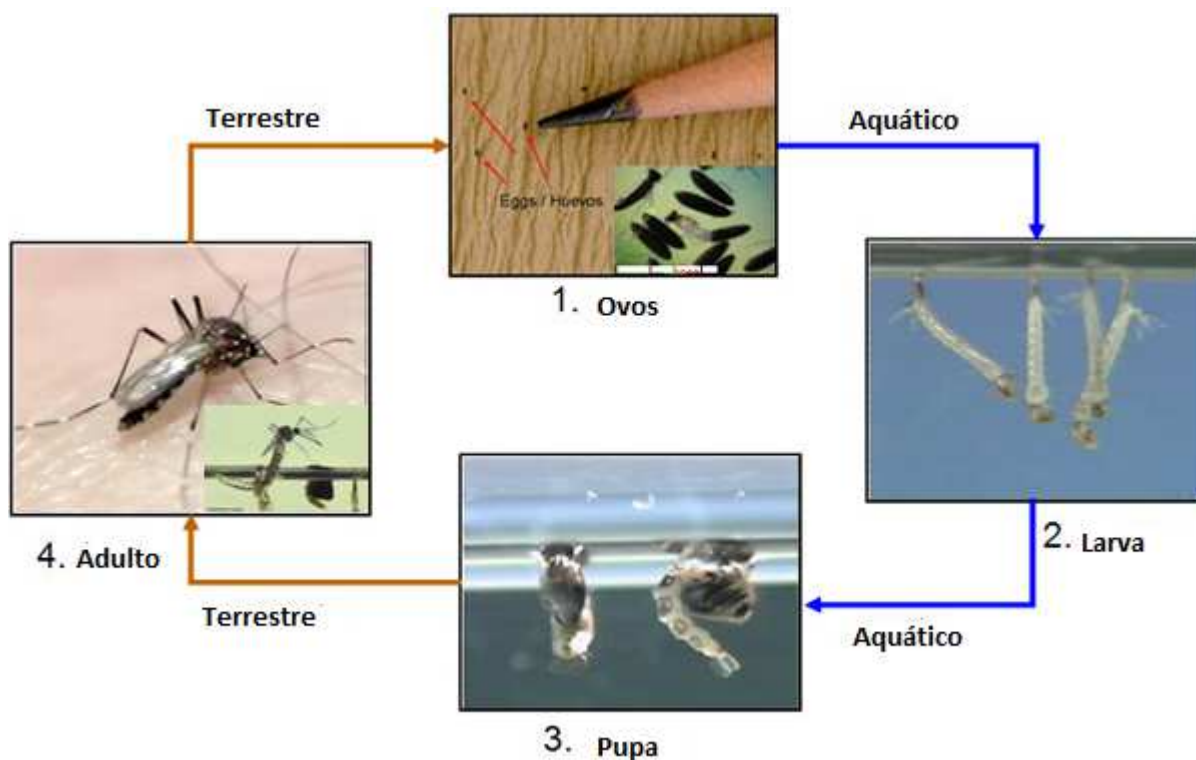 Terrestre
Aquático
Eggs / Huevos
1. Ovos
4. Adulto
2. Larva
Terrestre
Aquático
3. Pupa